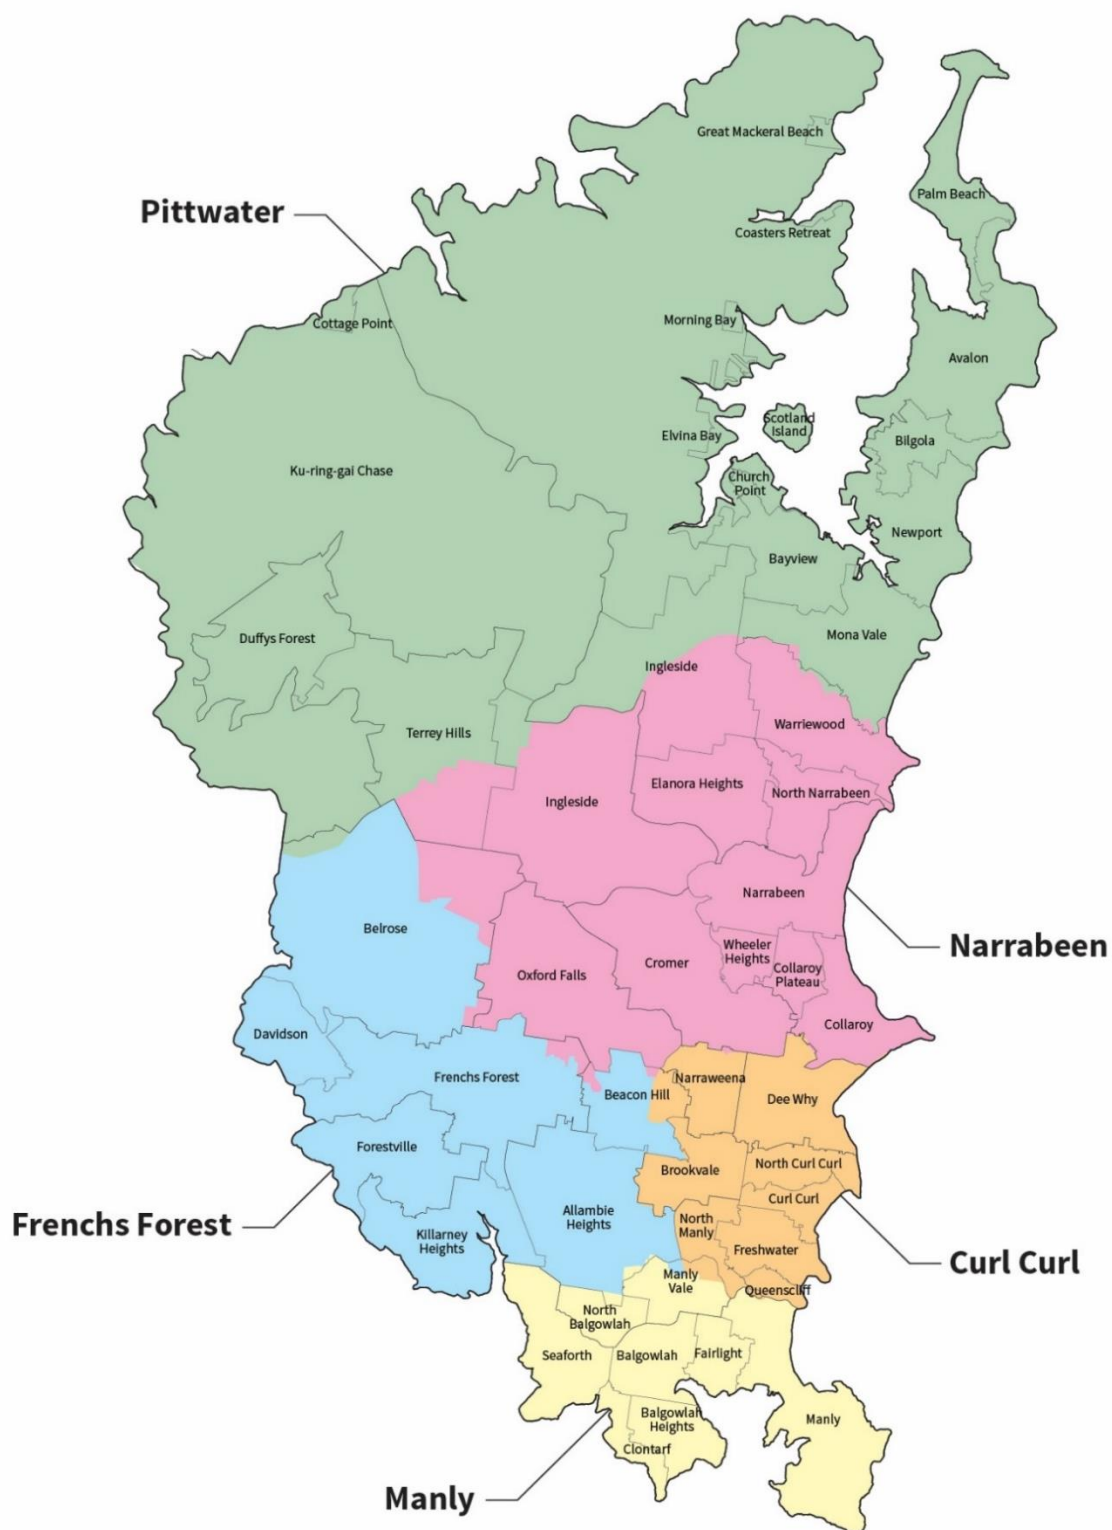 Great Mackeral Beach
Palm Beach
Pittwater
Coasters Retreat
Morning Bay
Cottage Point
Avalon
Scotland
Island
Elvina Bay
Bilgola
Ku-ring-gai Chase
Church
Point
Newport
Bayview
Duffys Forest
Mona Vale
Ingleside
Warriewood
Terrey Hills
Elanora Heights
North Narrabeen
Ingleside
Narrabeen
Belrose
Narrabeen
Wheeler
Heights
Cromer
Collaroy
Plateau
Oxford Falls
Collaroy
Davidson
Frenchs Forest
Narraweena
Beacon Hill
Dee Why
Forestville
North Curl Curl
Brookvale
Curl Curl
Allambie
Heights
North
Manly
Frenchs Forest
Killarney
Heights
Freshwater
Curl Curl
Manly
Vale
Queenscliff
North
Balgowlah
Seaforth
Balgowlah
Fairlight
Balgowlah
Heights
Manly
Clontarf
Manly